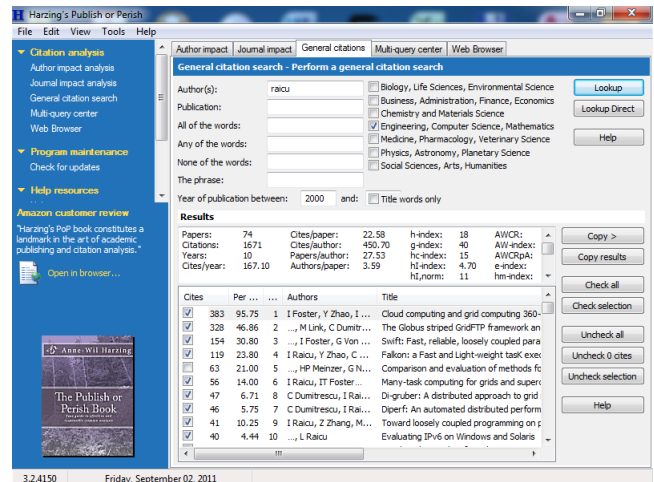 Harzing's Publish or Perish
File Edit View Tools Help
Citation analysis
Author impact analysis
Journal impact analysis
General citation search
Multi-query center
Web Browser
Program maintenance
Check for updates
Help resources
Amazon customer review
"Harzing's PoP book constitutes a
landmark in the art of academic
publishing and citation analysis."
Open in browser...
Anne-Wil Harzing
The Publish or
Perish Book
Author impact Journal impact General citations Multi-query center Web Browser
General citation search - Perform a general citation search
Author(s): raicu
Publication:
All of the words:
Any of the words:
None of the words:
The phrase:
Year of publication between: 2000 and: Title words only
Biology, Life Sciences, Environmental Science
Business, Administration, Finance, Economics
Chemistry and Materials Science
Engineering, Computer Science, Mathematics
Medicine, Pharmacology, Veterinary Science
Physics, Astronomy, Planetary Science
Social Sciences, Arts, Humanities
Lookup
Lookup Direct
Help
Results
Papers: 74 Cites/paper: 22.58 h-index: 18 AWCR:
Citations: 1671 Cites/author: 450.70 g-index: 40 AW-index:
Years: 10 Papers/author: 27.53 hc-index: 15 AWCRpA:
Cites/year: 167.10 Authors/paper: 3.59 hI-index: 4.70 e-index:
hI,norm: 11 hm-index:
Cites Per ... ... Authors Title
383 95.75 1 I Foster, Y Zhao, I ... Cloud computing and grid computing 360-
328 46.86 2 ..., M Link, C Dumitr... The Globus striped GridFTP framework an
154 30.80 3 ..., I Foster, G Von ... Swift: Fast, reliable, loosely coupled paral
119 23.80 4 I Raicu, Y Zhao, C ... Falkon: a Fast and Light-weight tasK exec
63 21.00 5 ..., HP Meinzer, G N... Comparison and evaluation of methods fo
56 14.00 6 I Raicu, IT Foster... Many-task computing for grids and superc
47 6.71 8 C Dumitrescu, I Rai... Di-gruber: A distributed approach to grid
46 5.75 7 C Dumitrescu, I Rai... Diperf: An automated distributed perform
41 10.25 9 I Raicu, Z Zhang, M... Toward loosely coupled programming on p
40 4.44 10 ..., L Raicu Evaluating IPv6 on Windows and Solaris
Copy >
Copy results
Check all
Check selection
Uncheck all
Uncheck 0 cites
Uncheck selection
Help
3.2.4150 Friday, September 02, 2011